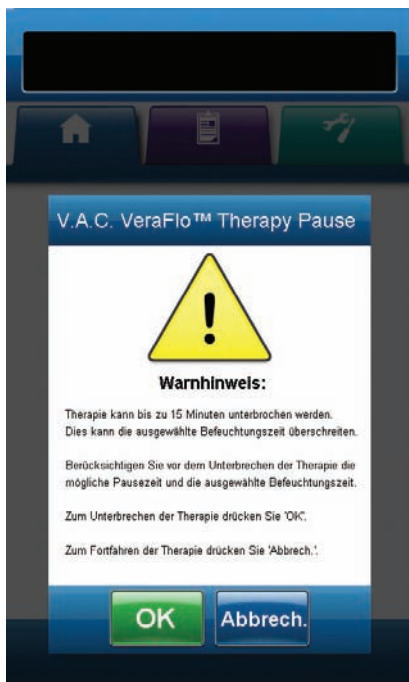 V.A.C. VeraFlo™ Therapy Pause
!
Warnhinweis:
Therapie kann bis zu 15 Minuten unterbrochen werden.
Dies kann die ausgewählte Befeuchtungszeit überschreiten.
Berücksichtigen Sie vor dem Unterbrechen der Therapie die
mögliche Pausezeit und die ausgewählte Befeuchtungszeit.
Zum Unterbrechen der Therapie drücken Sie 'OK'.
Zum Fortfahren der Therapie drücken Sie 'Abbrech.'.
OK
Abbrech.